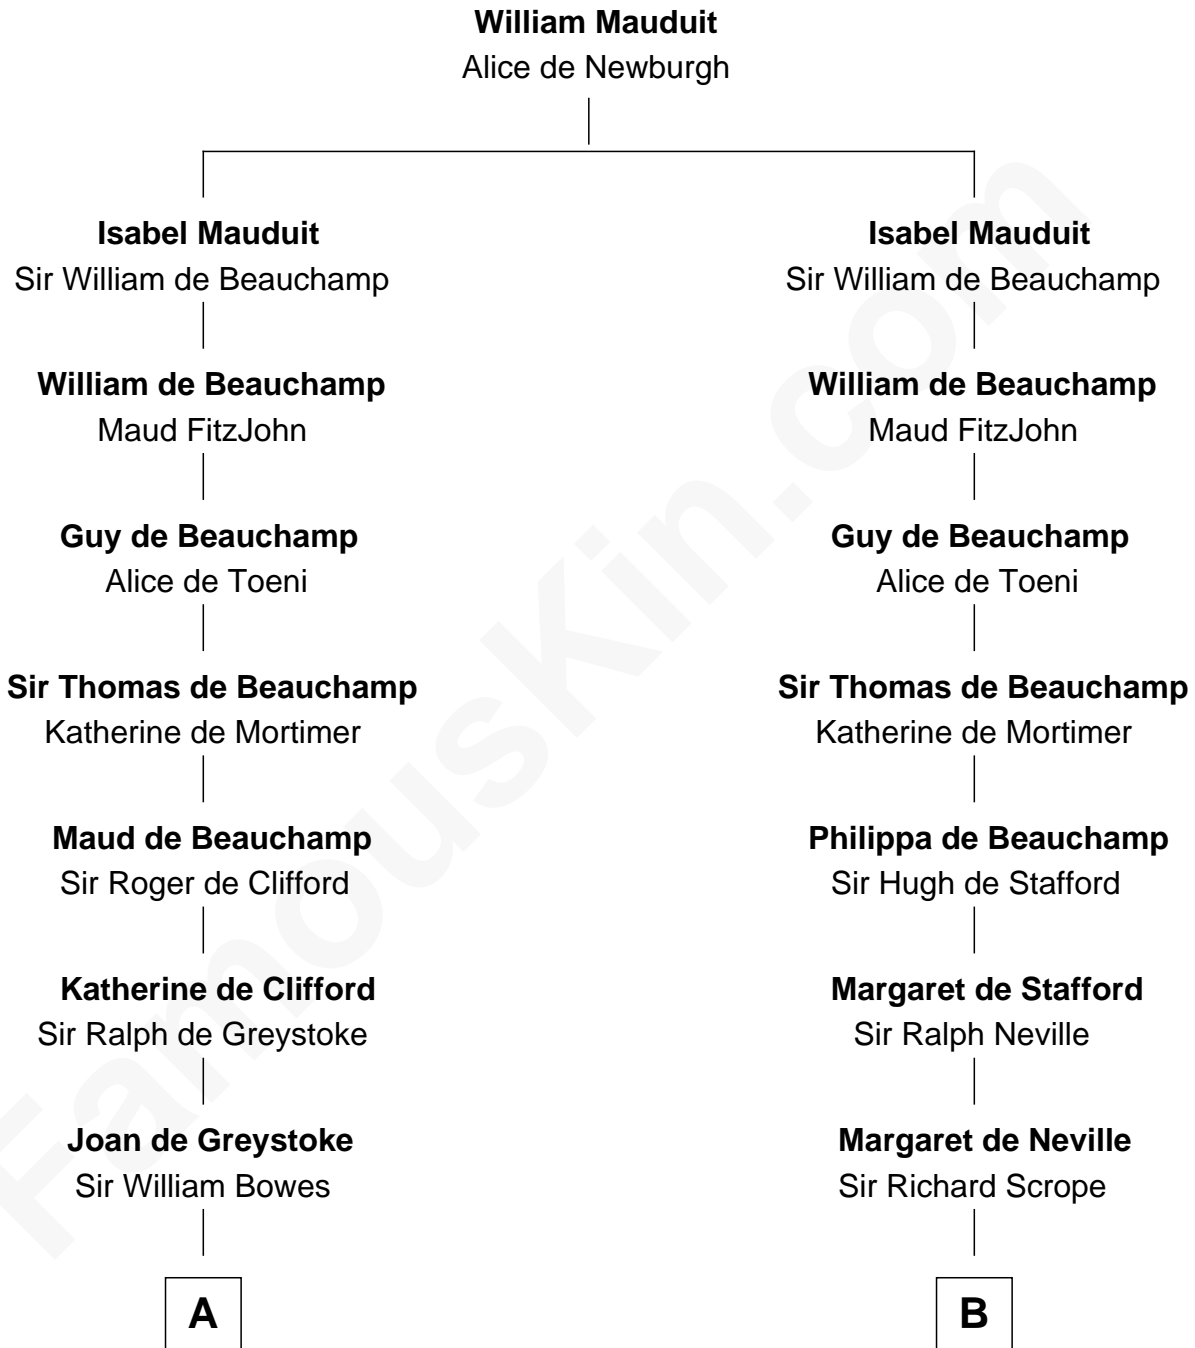 William Mauduit
Alice de Newburgh
Isabel Mauduit
Sir William de Beauchamp
William de Beauchamp
Maud FitzJohn
Guy de Beauchamp
Alice de Toeni
Sir Thomas de Beauchamp
Katherine de Mortimer
Maud de Beauchamp
Sir Roger de Clifford
Katherine de Clifford
Sir Ralph de Greystoke
Joan de Greystoke
Sir William Bowes
A
Isabel Mauduit
Sir William de Beauchamp
William de Beauchamp
Maud FitzJohn
Guy de Beauchamp
Alice de Toeni
Sir Thomas de Beauchamp
Katherine de Mortimer
Philippa de Beauchamp
Sir Hugh de Stafford
Margaret de Stafford
Sir Ralph Neville
Margaret de Neville
Sir Richard Scrope
B
FamousKin.com